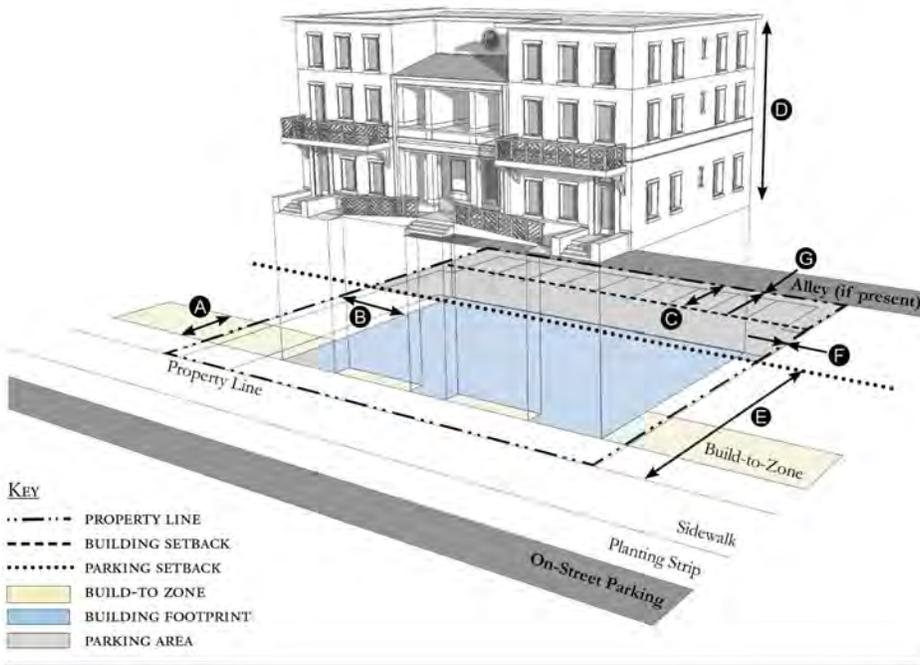 D
G
Alley (if present)
A
B
C
F
Property Line
E
Build-to-Zone
KEY
PROPERTY LINE
BUILDING SETBACK
PARKING SETBACK
BUILD-TO ZONE
BUILDING FOOTPRINT
PARKING AREA
Sidewalk
Planting Strip
On-Street Parking